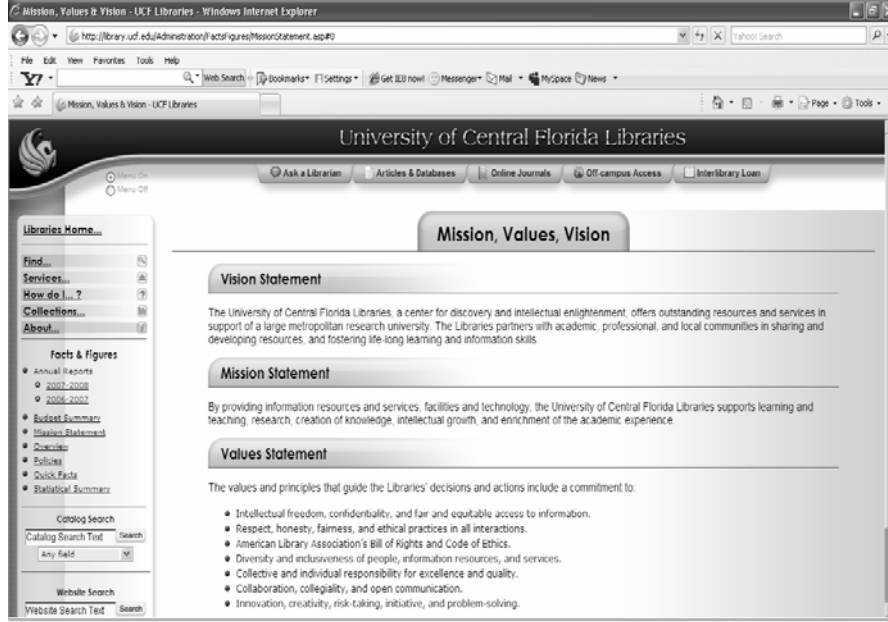 Mission, Values & Vision - UCF Libraries - Windows Internet Explorer
http://library.ucf.edu/Administration/FactsFigures/MissionStatement.asp#0
Yahoo! Search
File Edit View Favorites Tools Help
Y! Web Search Bookmarks Settings Get IE8 now! Messenger Mail MySpace News
Mission, Values & Vision - UCF Libraries
Page Tools
University of Central Florida Libraries
Menu On
Menu Off
Ask a Librarian Articles & Databases Online Journals Off-campus Access Interlibrary Loan
Libraries Home...
Find...
Services...
How do I... ?
Collections...
About...
Facts & Figures
Annual Reports
2007-2008
2006-2007
Budget Summary
Mission Statement
Overview
Policies
Quick Facts
Statistical Summary
Catalog Search
Catalog Search Text Search
Any field
Website Search
Website Search Text Search
Mission, Values, Vision
Vision Statement
The University of Central Florida Libraries, a center for discovery and intellectual enlightenment, offers outstanding resources and services in
support of a large metropolitan research university. The Libraries partners with academic, professional, and local communities in sharing and
developing resources, and fostering life-long learning and information skills.
Mission Statement
By providing information resources and services, facilities and technology, the University of Central Florida Libraries supports learning and
teaching, research, creation of knowledge, intellectual growth, and enrichment of the academic experience.
Values Statement
The values and principles that guide the Libraries' decisions and actions include a commitment to:
Intellectual freedom, confidentiality, and fair and equitable access to information.
Respect, honesty, fairness, and ethical practices in all interactions.
American Library Association's Bill of Rights and Code of Ethics.
Diversity and inclusiveness of people, information resources, and services.
Collective and individual responsibility for excellence and quality.
Collaboration, collegiality, and open communication.
Innovation, creativity, risk-taking, initiative, and problem-solving.